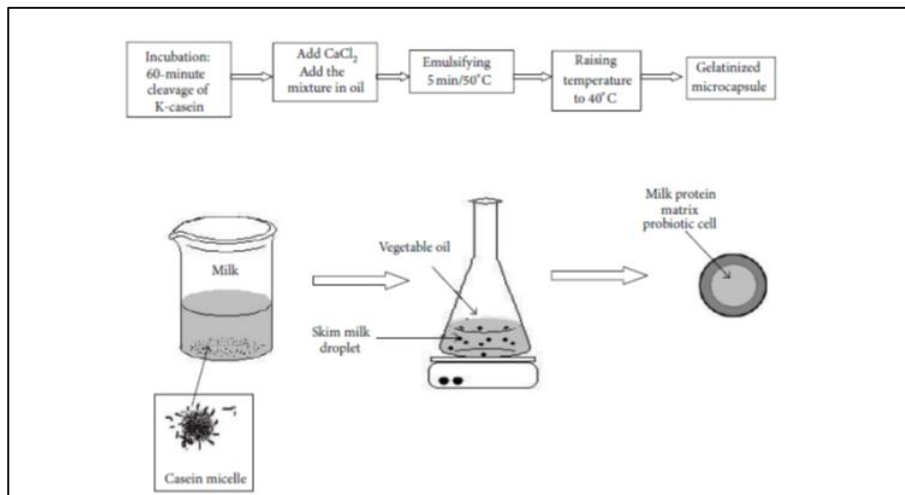 Incubation:
60-minute
cleavage of
K-casein
Add CaCl₂
Add the
mixture in oil
Emulsifying
5 min/50°C
Raising
temperature
to 40°C
Gelatinized
microcapsule
Milk
Casein micelle
Vegetable oil
Skim milk
droplet
Milk protein
matrix
probiotic cell